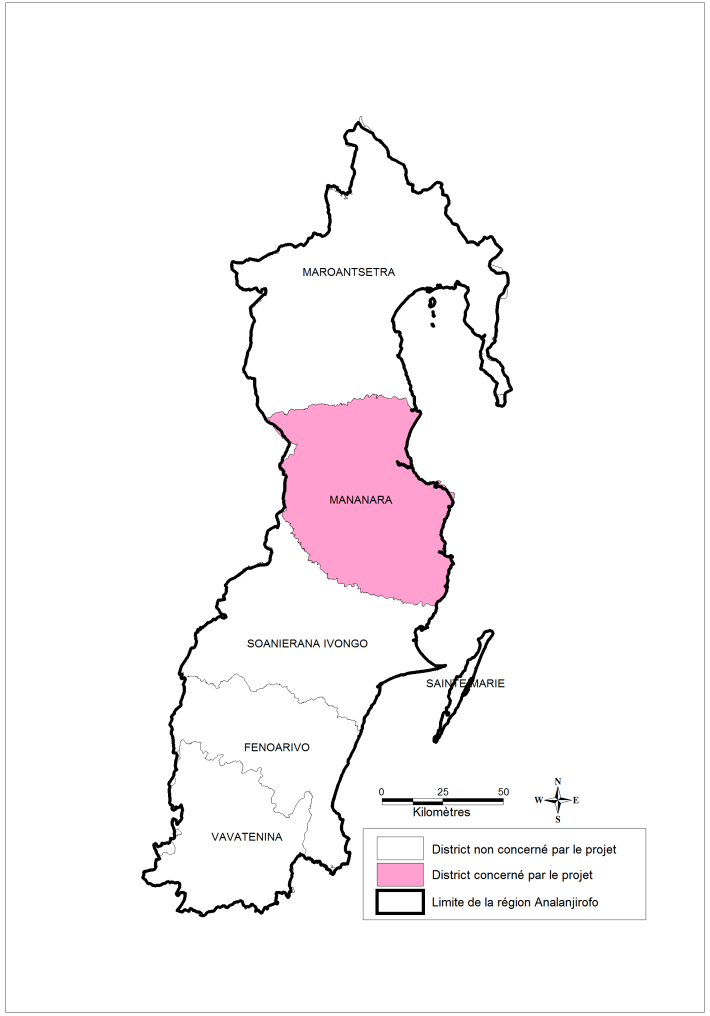 MAROANTSETRA
MANANARA
SOANIERANA IVONGO
SAINTE MARIE
FENOARIVO
VAVATENINA
0 25 50
Kilomètres
N
W E
S
District non concerné par le projet
District concerné par le projet
Limite de la région Analanjirofo